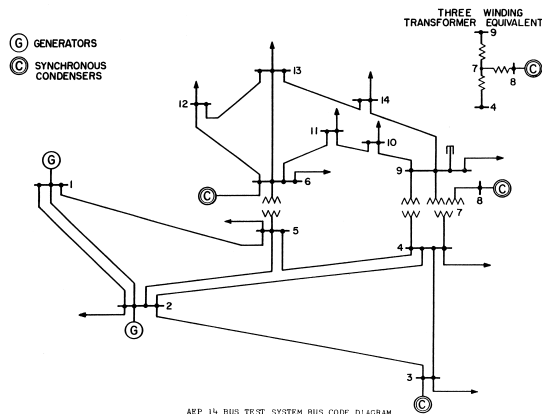 THREE WINDING
TRANSFORMER EQUIVALENT
9
7
C
8
4
G GENERATORS
C SYNCHRONOUS
CONDENSERS
13
14
12
11
10
9
C
6
G
1
8
C
7
5
4
2
G
3
C
AEP 14 BUS TEST SYSTEM BUS CODE DIAGRAM